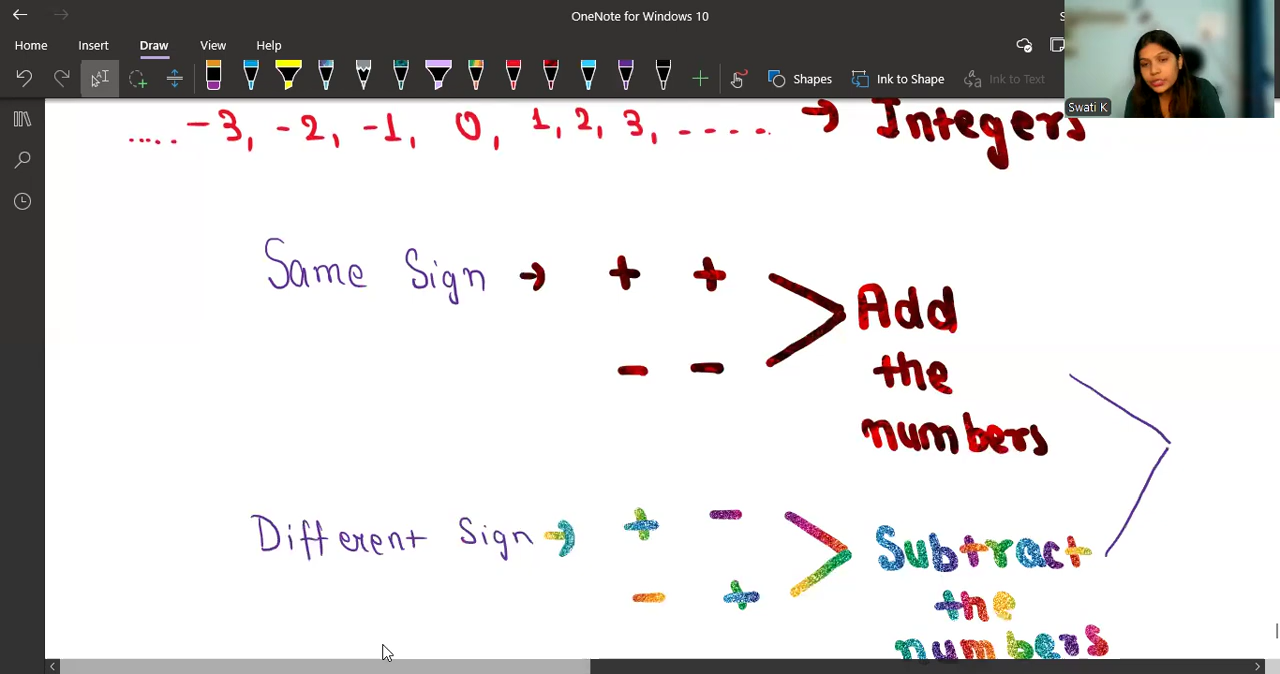 OneNote for Windows 10
Home Insert Draw View Help
Shapes Ink to Shape Ink to Text
Swati K
..... -3, -2, -1, 0, 1, 2, 3, ..... → Integers
Same Sign → + +
- -
Add
the
numbers
Different Sign → + -
- +
Subtract
the
numbers